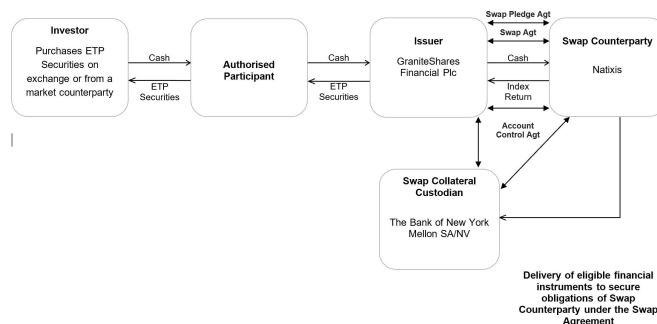 Investor
Purchases ETP
Securities on
exchange or from a
market counterparty
Cash
ETP
Securities
Authorised
Participant
Cash
ETP
Securities
Issuer
GraniteShares
Financial Plc
Swap Pledge Agt
Swap Agt
Cash
Index
Return
Account
Control Agt
Swap Counterparty
Natixis
Swap Collateral
Custodian
The Bank of New York
Mellon SA/NV
Delivery of eligible financial
instruments to secure
obligations of Swap
Counterparty under the Swap
Agreement